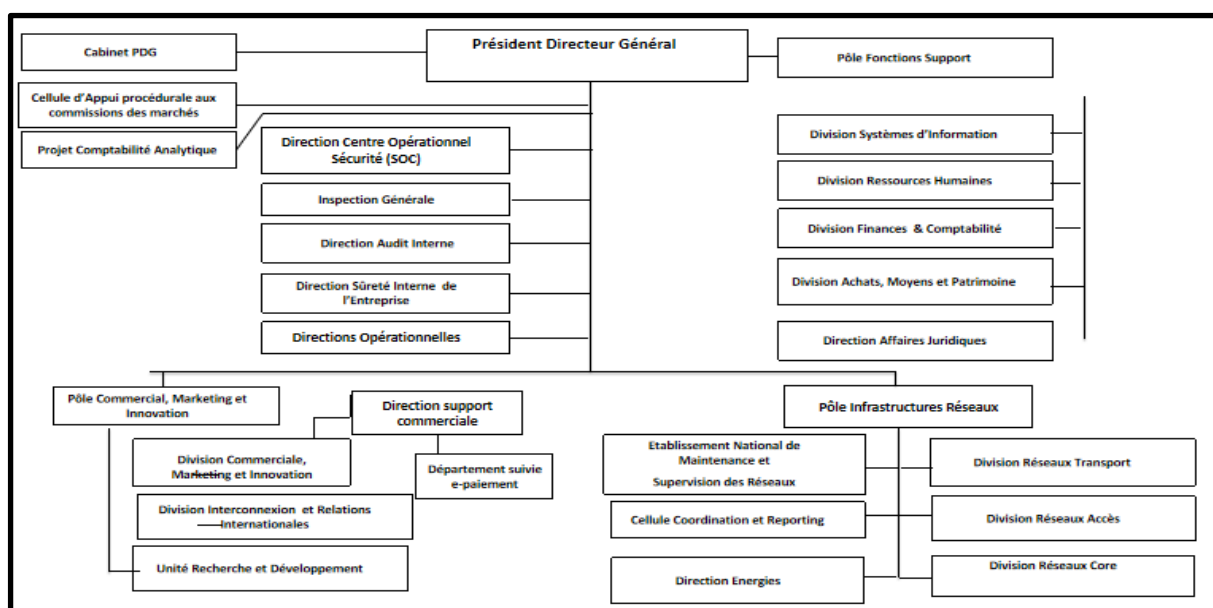 Président Directeur Général
Cabinet PDG
Pôle Fonctions Support
Cellule d'Appui procédurale aux
commissions des marchés
Projet Comptabilité Analytique
Direction Centre Opérationnel
Sécurité (SOC)
Inspection Générale
Direction Audit Interne
Direction Sûreté Interne de
l'Entreprise
Directions Opérationnelles
Division Systèmes d'Information
Division Ressources Humaines
Division Finances & Comptabilité
Division Achats, Moyens et Patrimoine
Direction Affaires Juridiques
Pôle Commercial, Marketing et
Innovation
Direction support
commerciale
Division Commerciale,
Marketing et Innovation
Département suivie
e-paiement
Division Interconnexion et Relations
Internationales
Unité Recherche et Développement
Pôle Infrastructures Réseaux
Etablissement National de
Maintenance et
Supervision des Réseaux
Cellule Coordination et Reporting
Direction Energies
Division Réseaux Transport
Division Réseaux Accès
Division Réseaux Core